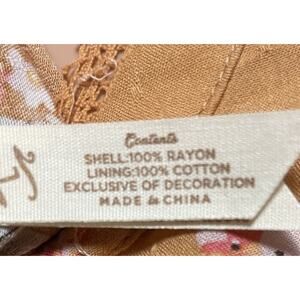 Contents
SHELL:100% RAYON
LINING:100% COTTON
EXCLUSIVE OF DECORATION
MADE in CHINA